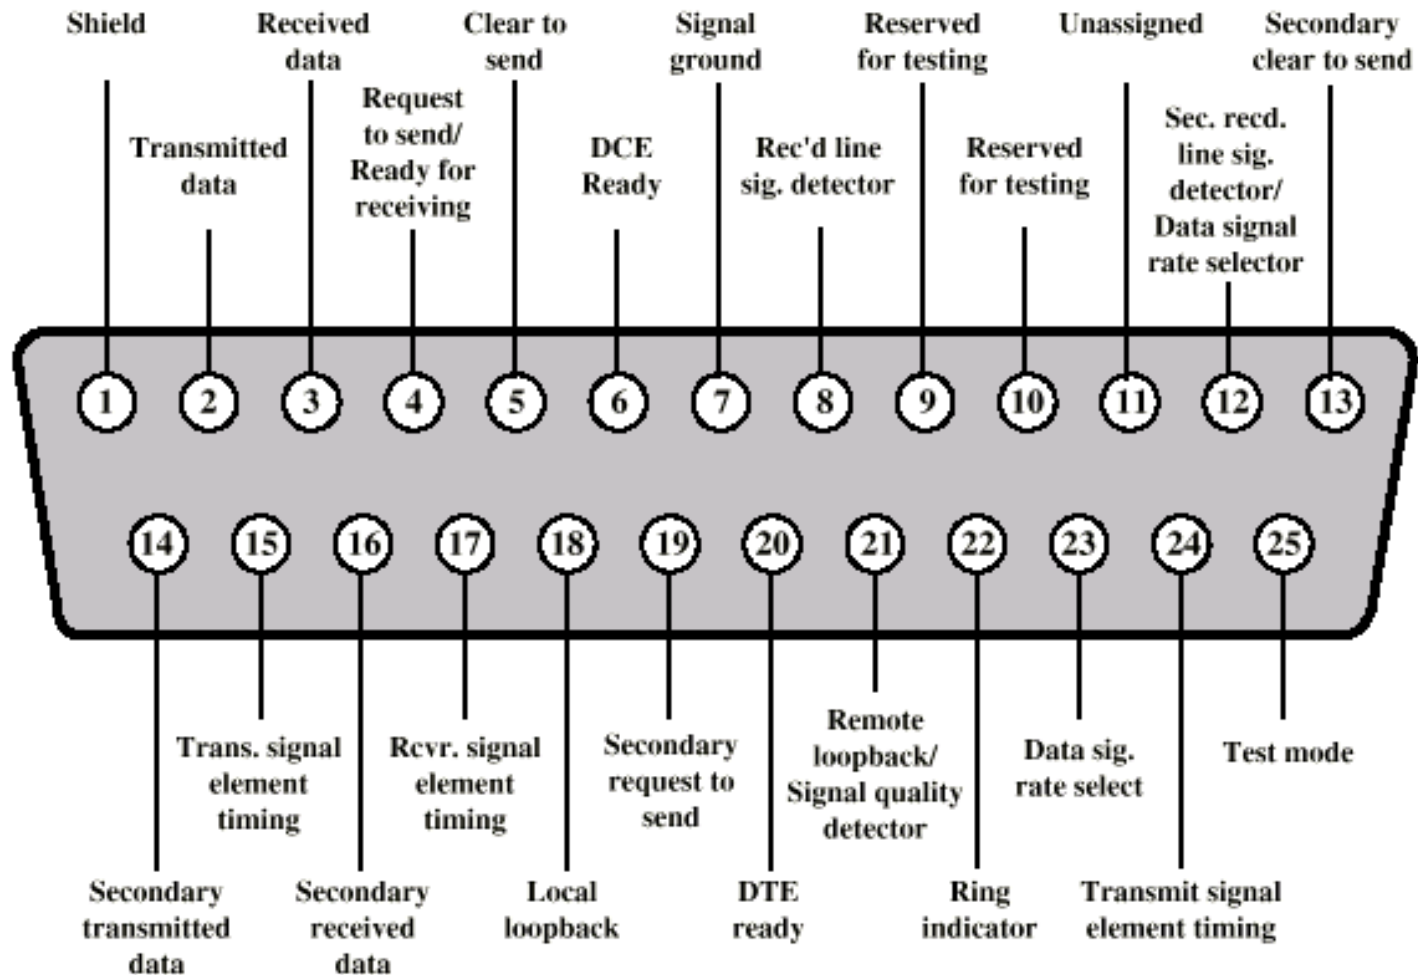 Shield
Received
data
Clear to
send
Signal
ground
Reserved
for testing
Unassigned
Secondary
clear to send
Transmitted
data
Request
to send/
Ready for
receiving
DCE
Ready
Rec'd line
sig. detector
Reserved
for testing
Sec. recd.
line sig.
detector/
Data signal
rate selector
1 2 3 4 5 6 7 8 9 10 11 12 13
14 15 16 17 18 19 20 21 22 23 24 25
Trans. signal
element
timing
Rcvr. signal
element
timing
Secondary
request to
send
Remote
loopback/
Signal quality
detector
Data sig.
rate select
Test mode
Secondary
transmitted
data
Secondary
received
data
Local
loopback
DTE
ready
Ring
indicator
Transmit signal
element timing